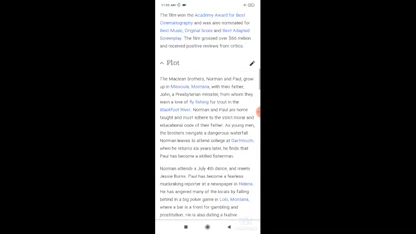 The film won the Academy Award for Best
Cinematography and was also nominated for
Best Music, Original Score and Best Adapted
Screenplay. The film grossed over $66 million
and received positive reviews from critics.
Plot
The Maclean brothers, Norman and Paul, grow
up in Missoula, Montana, with their father,
John, a Presbyterian minister, from whom they
learn a love of fly fishing for trout in the
Blackfoot River. Norman and Paul are home
taught and must adhere to the strict moral and
educational code of their father. As young men,
the brothers navigate a dangerous waterfall.
Norman leaves to attend college at Dartmouth;
when he returns six years later, he finds that
Paul has become a skilled fisherman.
Norman attends a July 4th dance, and meets
Jessie Burns. Paul has become a fearless
muckraking reporter at a newspaper in Helena.
He has angered many of the locals by falling
behind in a big poker game in Lolo, Montana,
where a bar is a front for gambling and
prostitution. He is also dating a Native